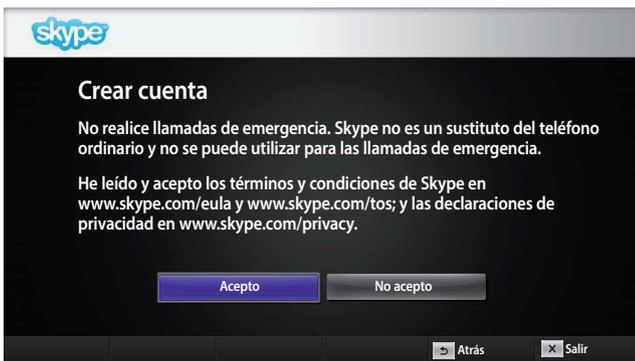 skype
Crear cuenta
No realice llamadas de emergencia. Skype no es un sustituto del teléfono
ordinario y no se puede utilizar para las llamadas de emergencia.
He leído y acepto los términos y condiciones de Skype en
www.skype.com/eula y www.skype.com/tos; y las declaraciones de
privacidad en www.skype.com/privacy.
Acepto
No acepto
Atrás
X Salir